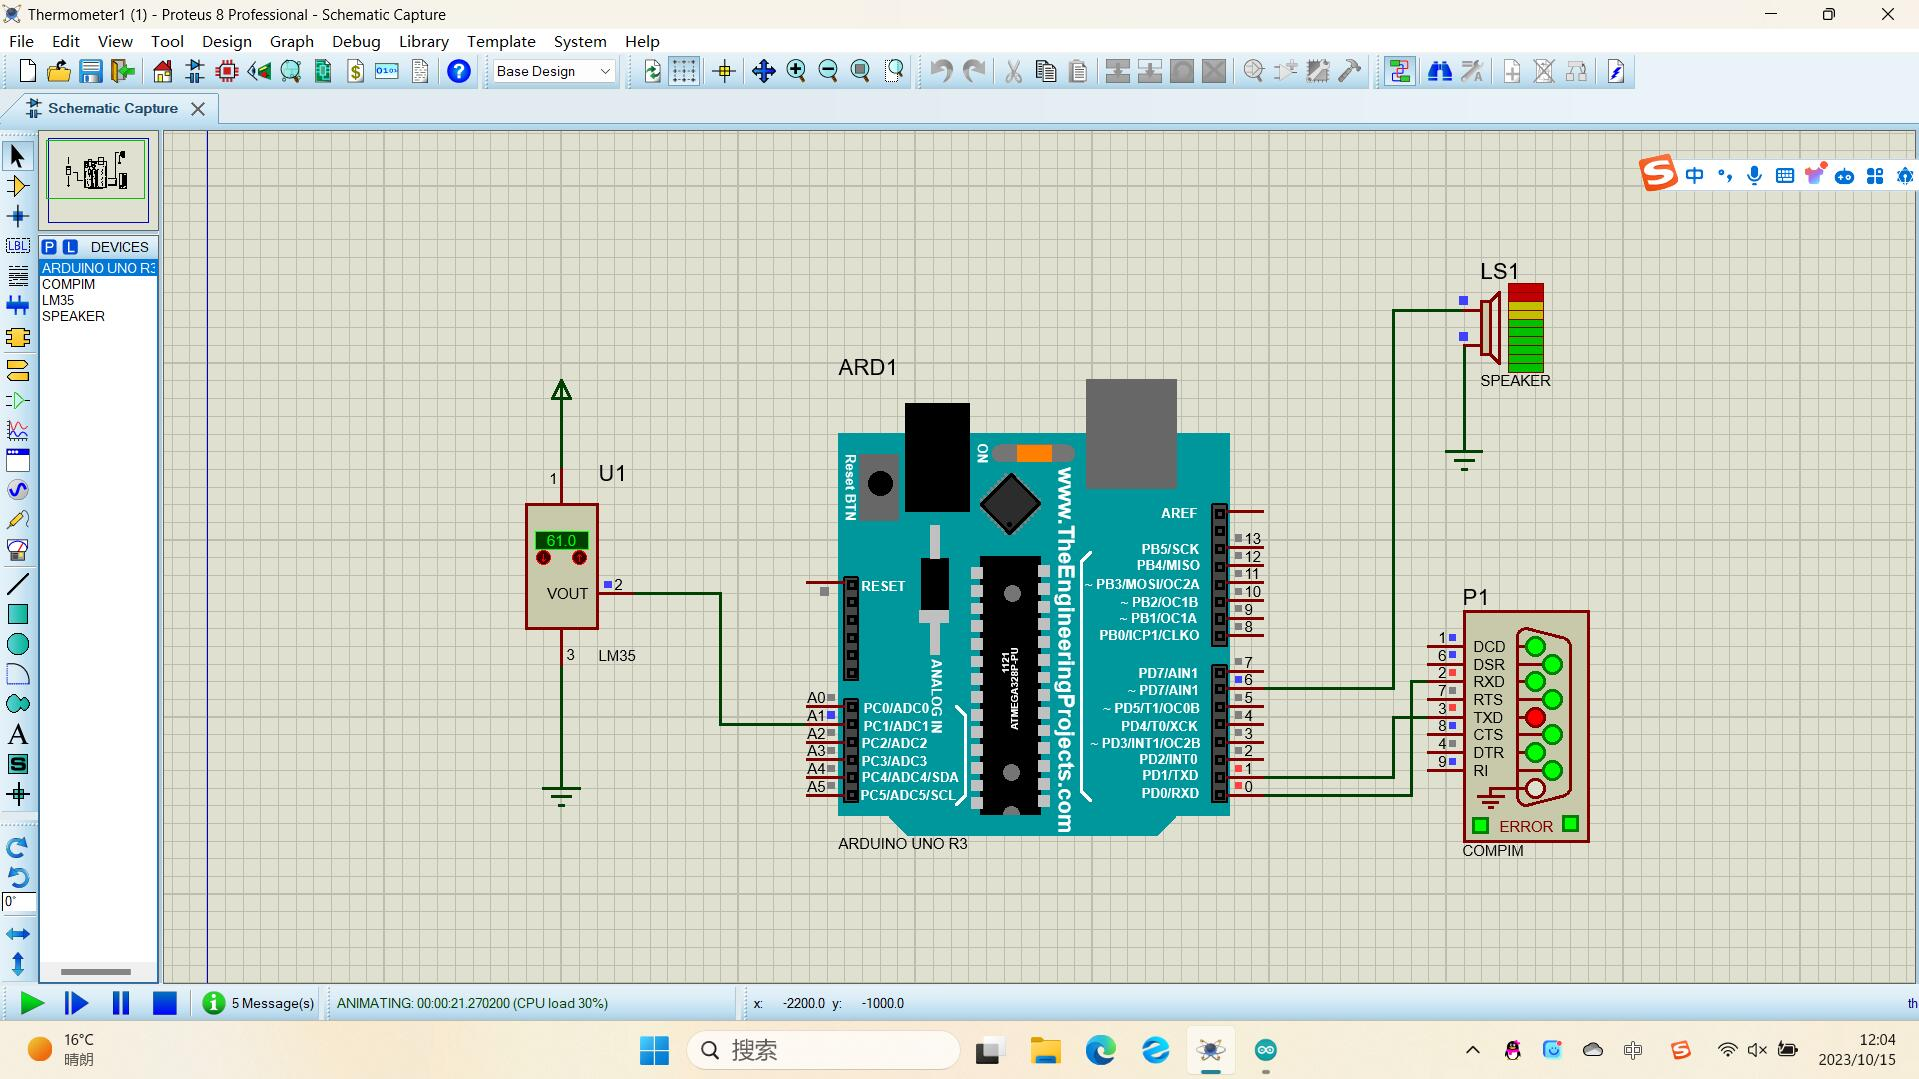 Thermometer1 (1) - Proteus 8 Professional - Schematic Capture
File Edit View Tool Design Graph Debug Library Template System Help
Base Design
Schematic Capture
P L DEVICES
ARDUINO UNO R3
COMPIM
LM35
SPEAKER
LBL
A
S
0°
中
LS1
SPEAKER
ARD1
U1
1
61.0
VOUT
2
3
LM35
Reset BTN
ON
RESET
ANALOG IN
1121
ATMEGA328P-PU
www.TheEngineeringProjects.com
AREF
PB5/SCK 13
PB4/MISO 12
~ PB3/MOSI/OC2A 11
~ PB2/OC1B 10
~ PB1/OC1A 9
PB0/ICP1/CLKO 8
PD7/AIN1 7
~ PD7/AIN1 6
~ PD5/T1/OC0B 5
PD4/T0/XCK 4
~ PD3/INT1/OC2B 3
PD2/INT0 2
PD1/TXD 1
PD0/RXD 0
A0 PC0/ADC0
A1 PC1/ADC1
A2 PC2/ADC2
A3 PC3/ADC3
A4 PC4/ADC4/SDA
A5 PC5/ADC5/SCL
ARDUINO UNO R3
P1
1 DCD
6 DSR
2 RXD
7 RTS
3 TXD
8 CTS
4 DTR
9 RI
ERROR
COMPIM
5 Message(s) ANIMATING: 00:00:21.270200 (CPU load 30%) x: -2200.0 y: -1000.0 th
16°C
晴朗
搜索
中
12:04
2023/10/15